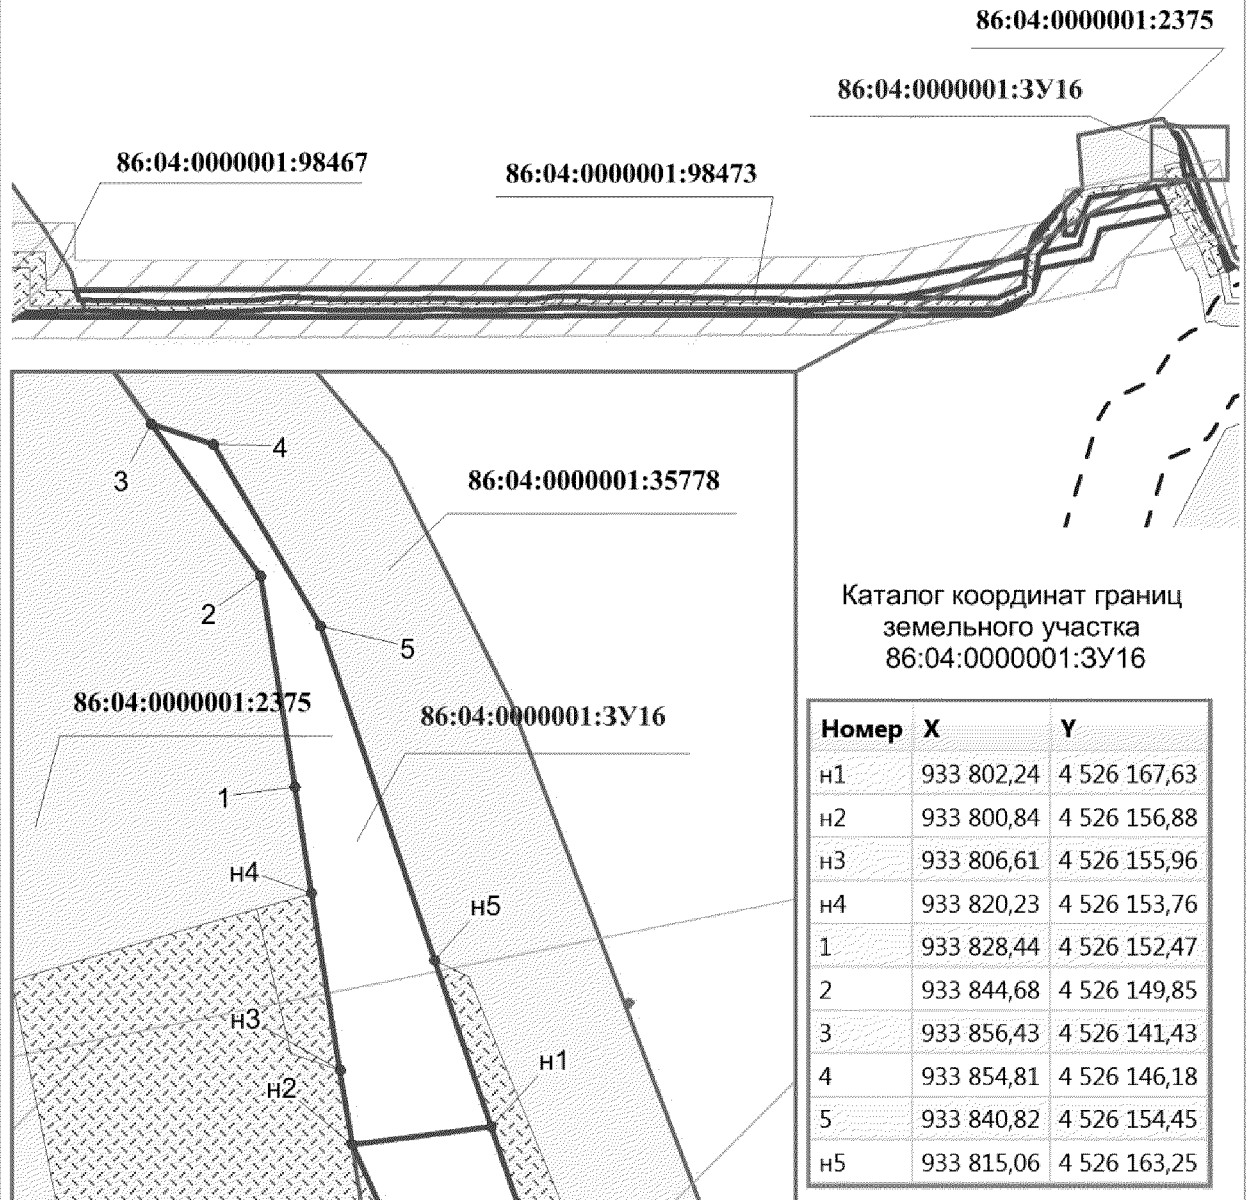 86:04:0000001:2375
86:04:0000001:ЗУ16
86:04:0000001:98467
86:04:0000001:98473
4
3
86:04:0000001:35778
2
5
86:04:0000001:2375
86:04:0000001:ЗУ16
1
н4
н5
н3
н1
н2
Каталог координат границ
земельного участка
86:04:0000001:ЗУ16
Номер X Y
н1 933 802,24 4 526 167,63
н2 933 800,84 4 526 156,88
н3 933 806,61 4 526 155,96
н4 933 820,23 4 526 153,76
1 933 828,44 4 526 152,47
2 933 844,68 4 526 149,85
3 933 856,43 4 526 141,43
4 933 854,81 4 526 146,18
5 933 840,82 4 526 154,45
н5 933 815,06 4 526 163,25